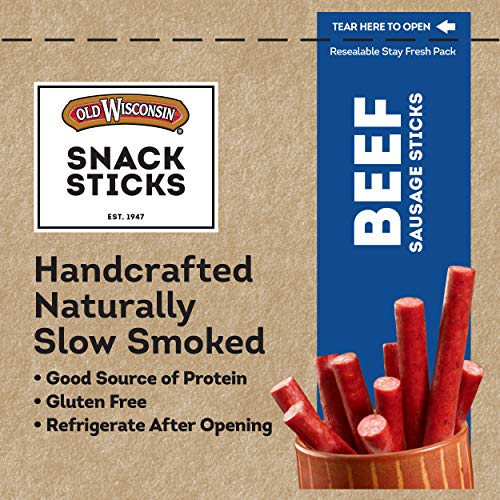 TEAR HERE TO OPEN
Resealable Stay Fresh Pack
OLD WISCONSIN
®
SNACK
STICKS
EST. 1947
BEEF
SAUSAGE STICKS
Handcrafted
Naturally
Slow Smoked
• Good Source of Protein
• Gluten Free
• Refrigerate After Opening